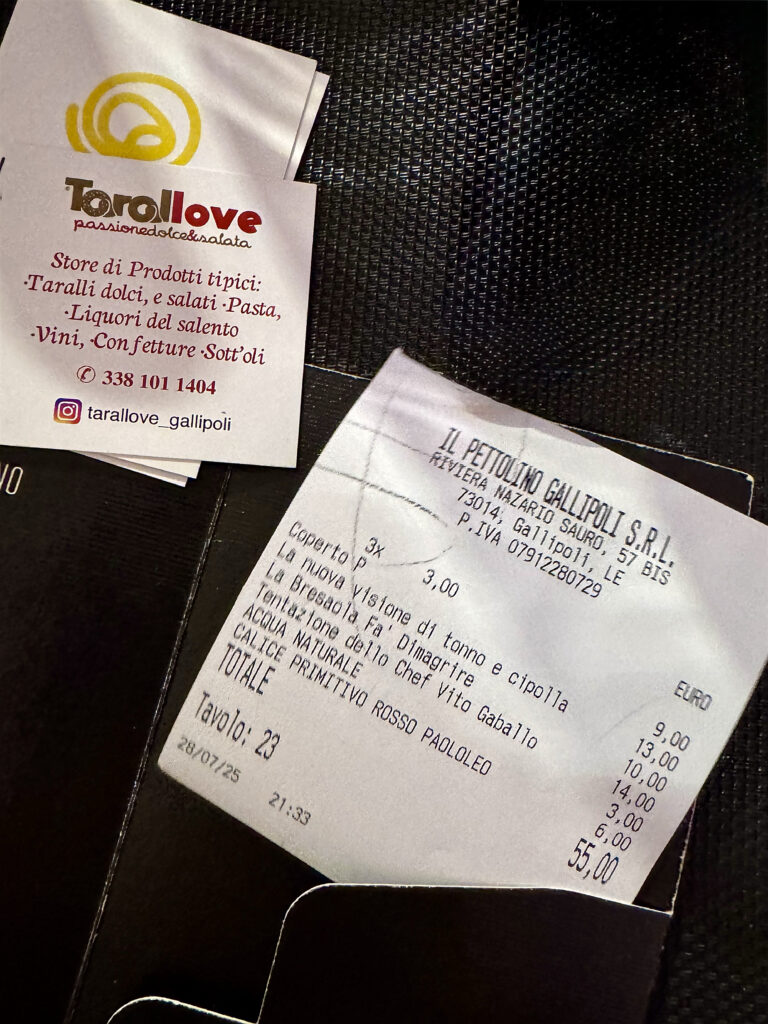 Tarallove
passionedolce&salata
Store di Prodotti tipici:
·Taralli dolci, e salati ·Pasta,
·Liquori del salento
·Vini, ·Confetture ·Sott'oli
338 101 1404
tarallove_gallipoli
NO
IL PETTOLINO GALLIPOLI S.R.L.
RIVIERA NAZARIO SAURO, 57 BIS
73014, Gallipoli, LE
P.IVA 07912280729
EURO
3x 3,00
Coperto P 9,00
La nuova visione di tonno e cipolla 13,00
La Bresaola Fa' Dimagrire 10,00
Tentazione dello Chef Vito Gaballo 14,00
ACQUA NATURALE 3,00
CALICE PRIMITIVO ROSSO PAOLOLEO 6,00
TOTALE 55,00
Tavolo: 23
28/07/25 21:33